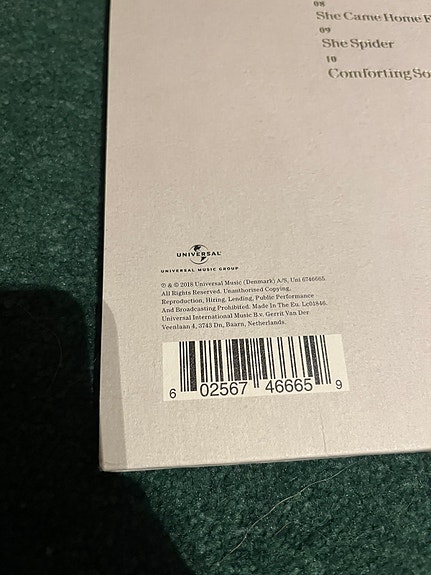 08
She Came Home F
09
She Spider
10
Comforting So
UNIVERSAL
UNIVERSAL MUSIC GROUP
℗ & © 2018 Universal Music (Denmark) A/S, Uni 6746665.
All Rights Reserved. Unauthorised Copying,
Reproduction, Hiring, Lending, Public Performance
And Broadcasting Prohibited. Made In The Eu. Lc01846.
Universal International Music B.v. Gerrit Van Der
Veenlaan 4, 3743 Dn, Baarn, Netherlands.
6 02567 46665 9